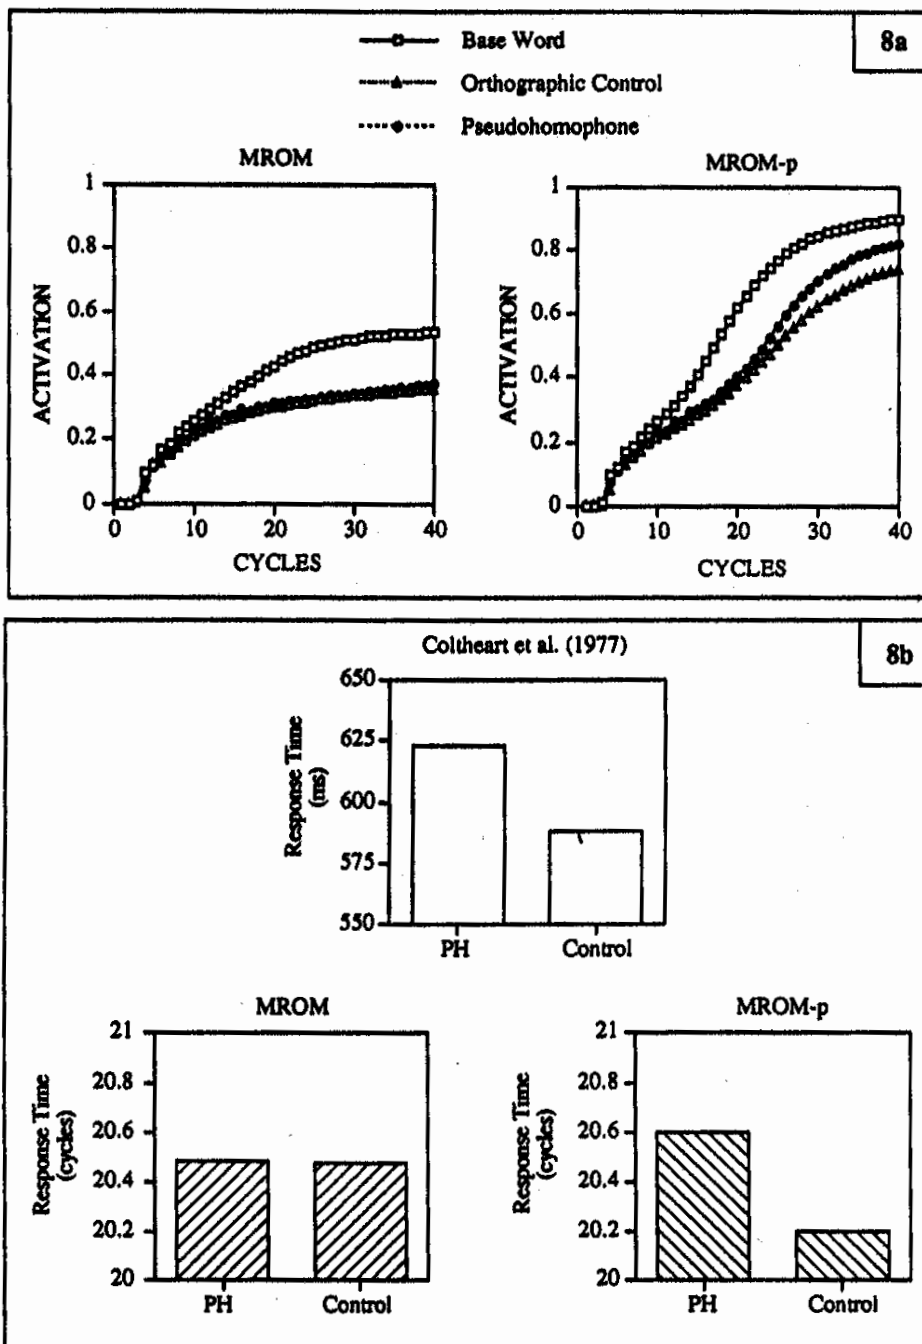 8a
Base Word
Orthographic Control
Pseudohomophone
MROM
1
0.8
0.6
0.4
0.2
0
ACTIVATION
0 10 20 30 40
CYCLES
MROM-p
1
0.8
0.6
0.4
0.2
0
ACTIVATION
0 10 20 30 40
CYCLES
8b
Coltheart et al. (1977)
650
625
600
575
550
Response Time
(ms)
PH Control
MROM
21
20.8
20.6
20.4
20.2
20
Response Time
(cycles)
PH Control
MROM-p
21
20.8
20.6
20.4
20.2
20
Response Time
(cycles)
PH Control